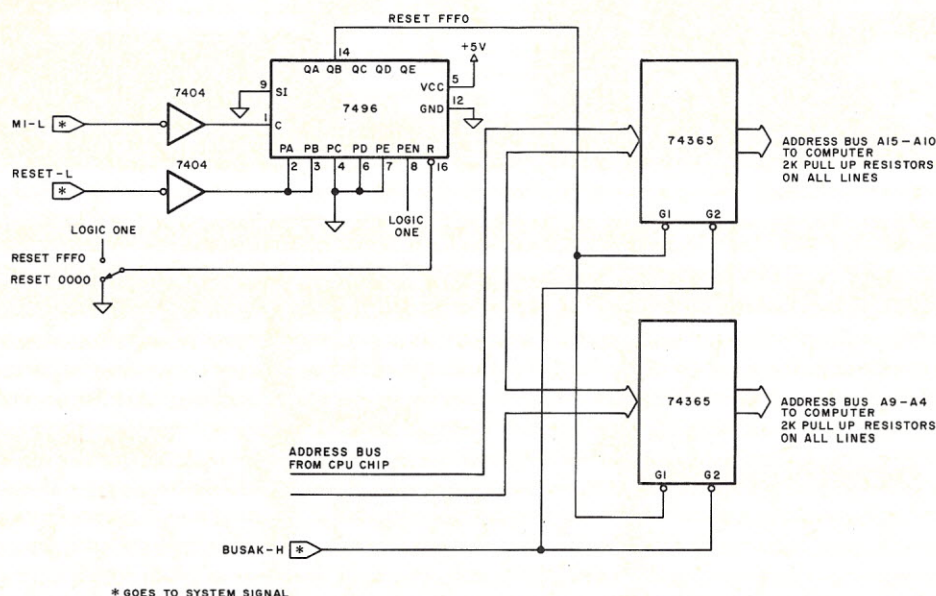 RESET FFFO
14
+5V
QA QB QC QD QE
VCC
5
9
SI
7496
GND
12
7404
MI-L
*
1
C
PA PB PC PD PE PEN R
2 3 4 6 7 8 16
RESET-L
*
7404
LOGIC ONE
LOGIC ONE
RESET FFFO
RESET 0000
74365
G1 G2
ADDRESS BUS A15-A10
TO COMPUTER
2K PULL UP RESISTORS
ON ALL LINES
74365
G1 G2
ADDRESS BUS A9-A4
TO COMPUTER
2K PULL UP RESISTORS
ON ALL LINES
ADDRESS BUS
FROM CPU CHIP
BUSAK-H
*
* GOES TO SYSTEM SIGNAL